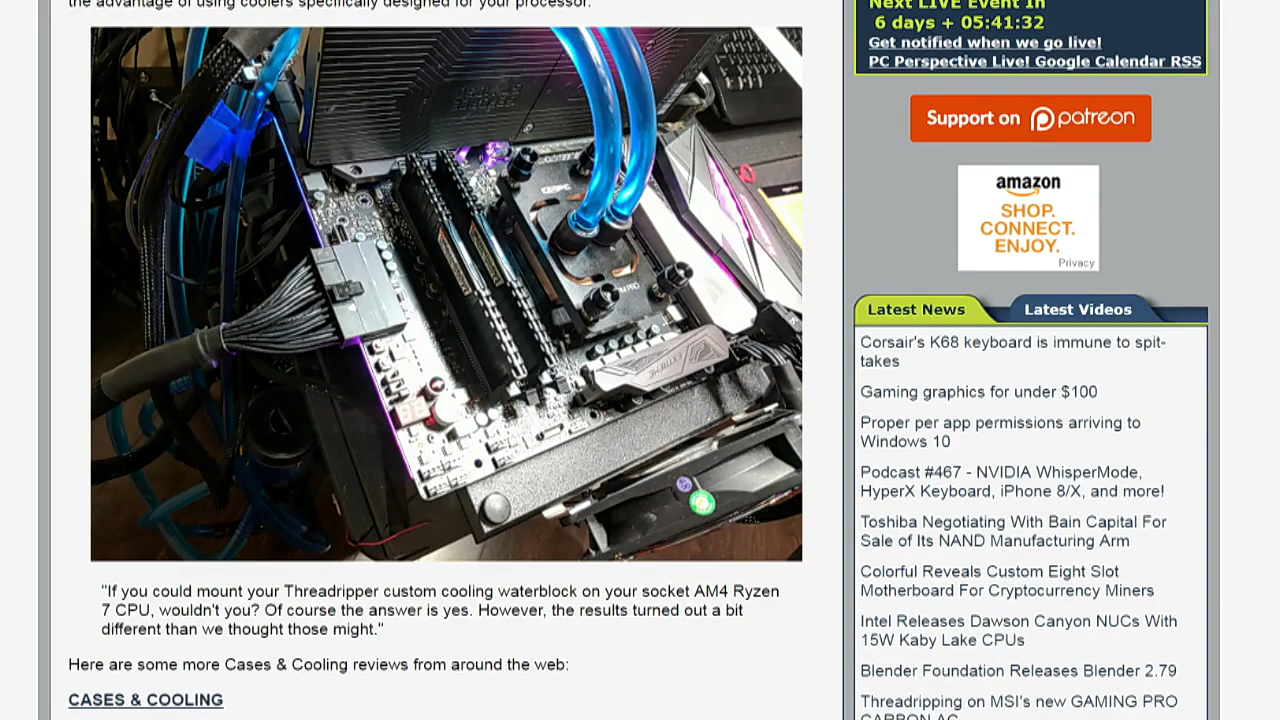 the advantage of using coolers specifically designed for your processor.
"If you could mount your Threadripper custom cooling waterblock on your socket AM4 Ryzen
7 CPU, wouldn't you? Of course the answer is yes. However, the results turned out a bit
different than we thought those might."
Here are some more Cases & Cooling reviews from around the web:
CASES & COOLING
Next LIVE Event in
6 days + 05:41:32
Get notified when we go live!
PC Perspective Live! Google Calendar RSS
Support on patreon
amazon
SHOP.
CONNECT.
ENJOY.
Privacy
Latest News
Latest Videos
Corsair's K68 keyboard is immune to spit-
takes
Gaming graphics for under $100
Proper per app permissions arriving to
Windows 10
Podcast #467 - NVIDIA WhisperMode,
HyperX Keyboard, iPhone 8/X, and more!
Toshiba Negotiating With Bain Capital For
Sale of Its NAND Manufacturing Arm
Colorful Reveals Custom Eight Slot
Motherboard For Cryptocurrency Miners
Intel Releases Dawson Canyon NUCs With
15W Kaby Lake CPUs
Blender Foundation Releases Blender 2.79
Threadripping on MSI's new GAMING PRO
CARBON AC